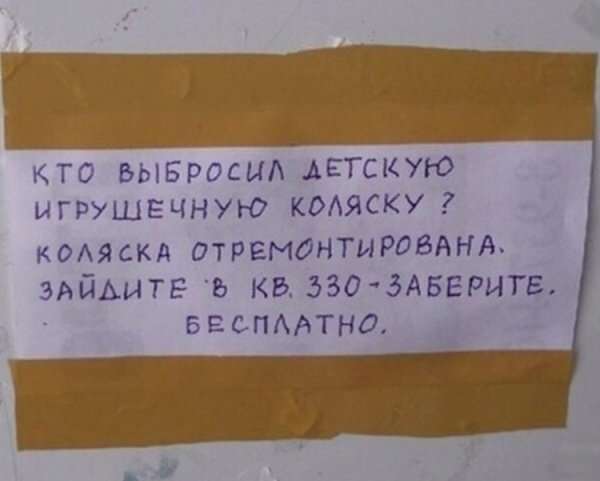 КТО ВЫБРОСИЛ ДЕТСКУЮ
ИГРУШЕЧНУЮ КОЛЯСКУ ?
КОЛЯСКА ОТРЕМОНТИРОВАНА.
ЗАЙДИТЕ В КВ. 330-ЗАБЕРИТЕ.
БЕСПЛАТНО.